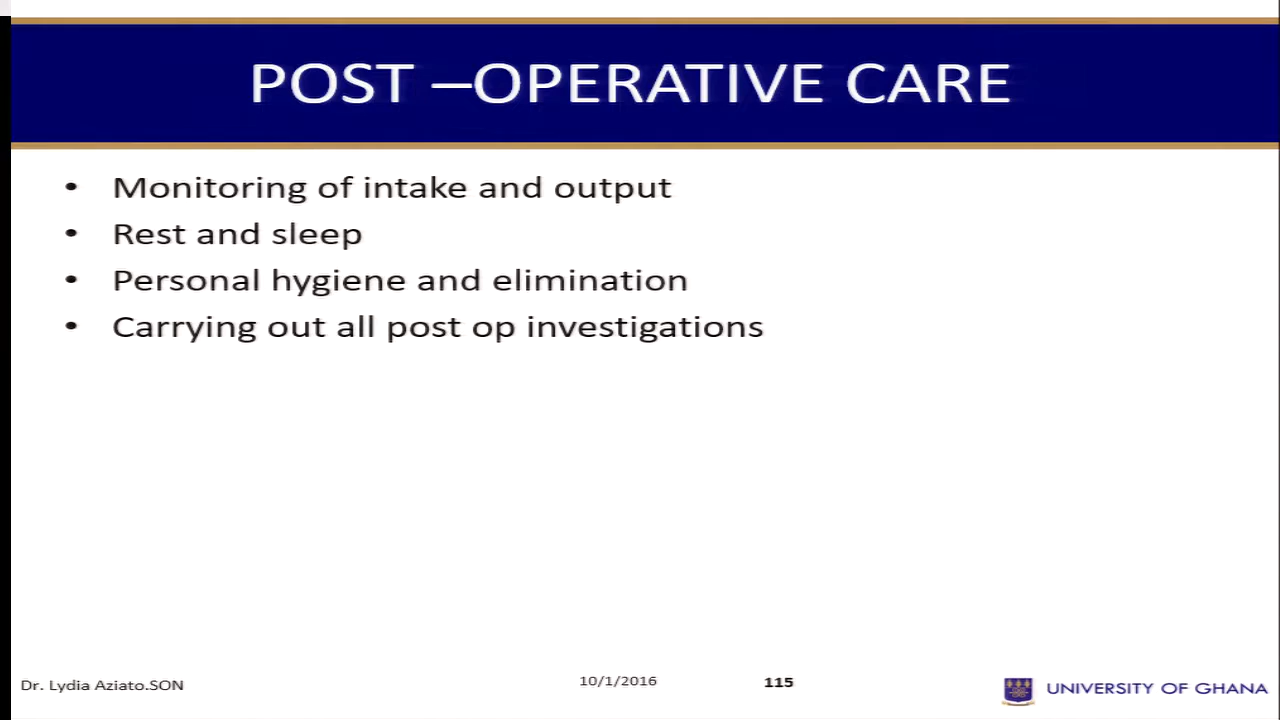 POST –OPERATIVE CARE
• Monitoring of intake and output
• Rest and sleep
• Personal hygiene and elimination
• Carrying out all post op investigations
Dr. Lydia Aziato.SON
10/1/2016
115
UNIVERSITY OF GHANA